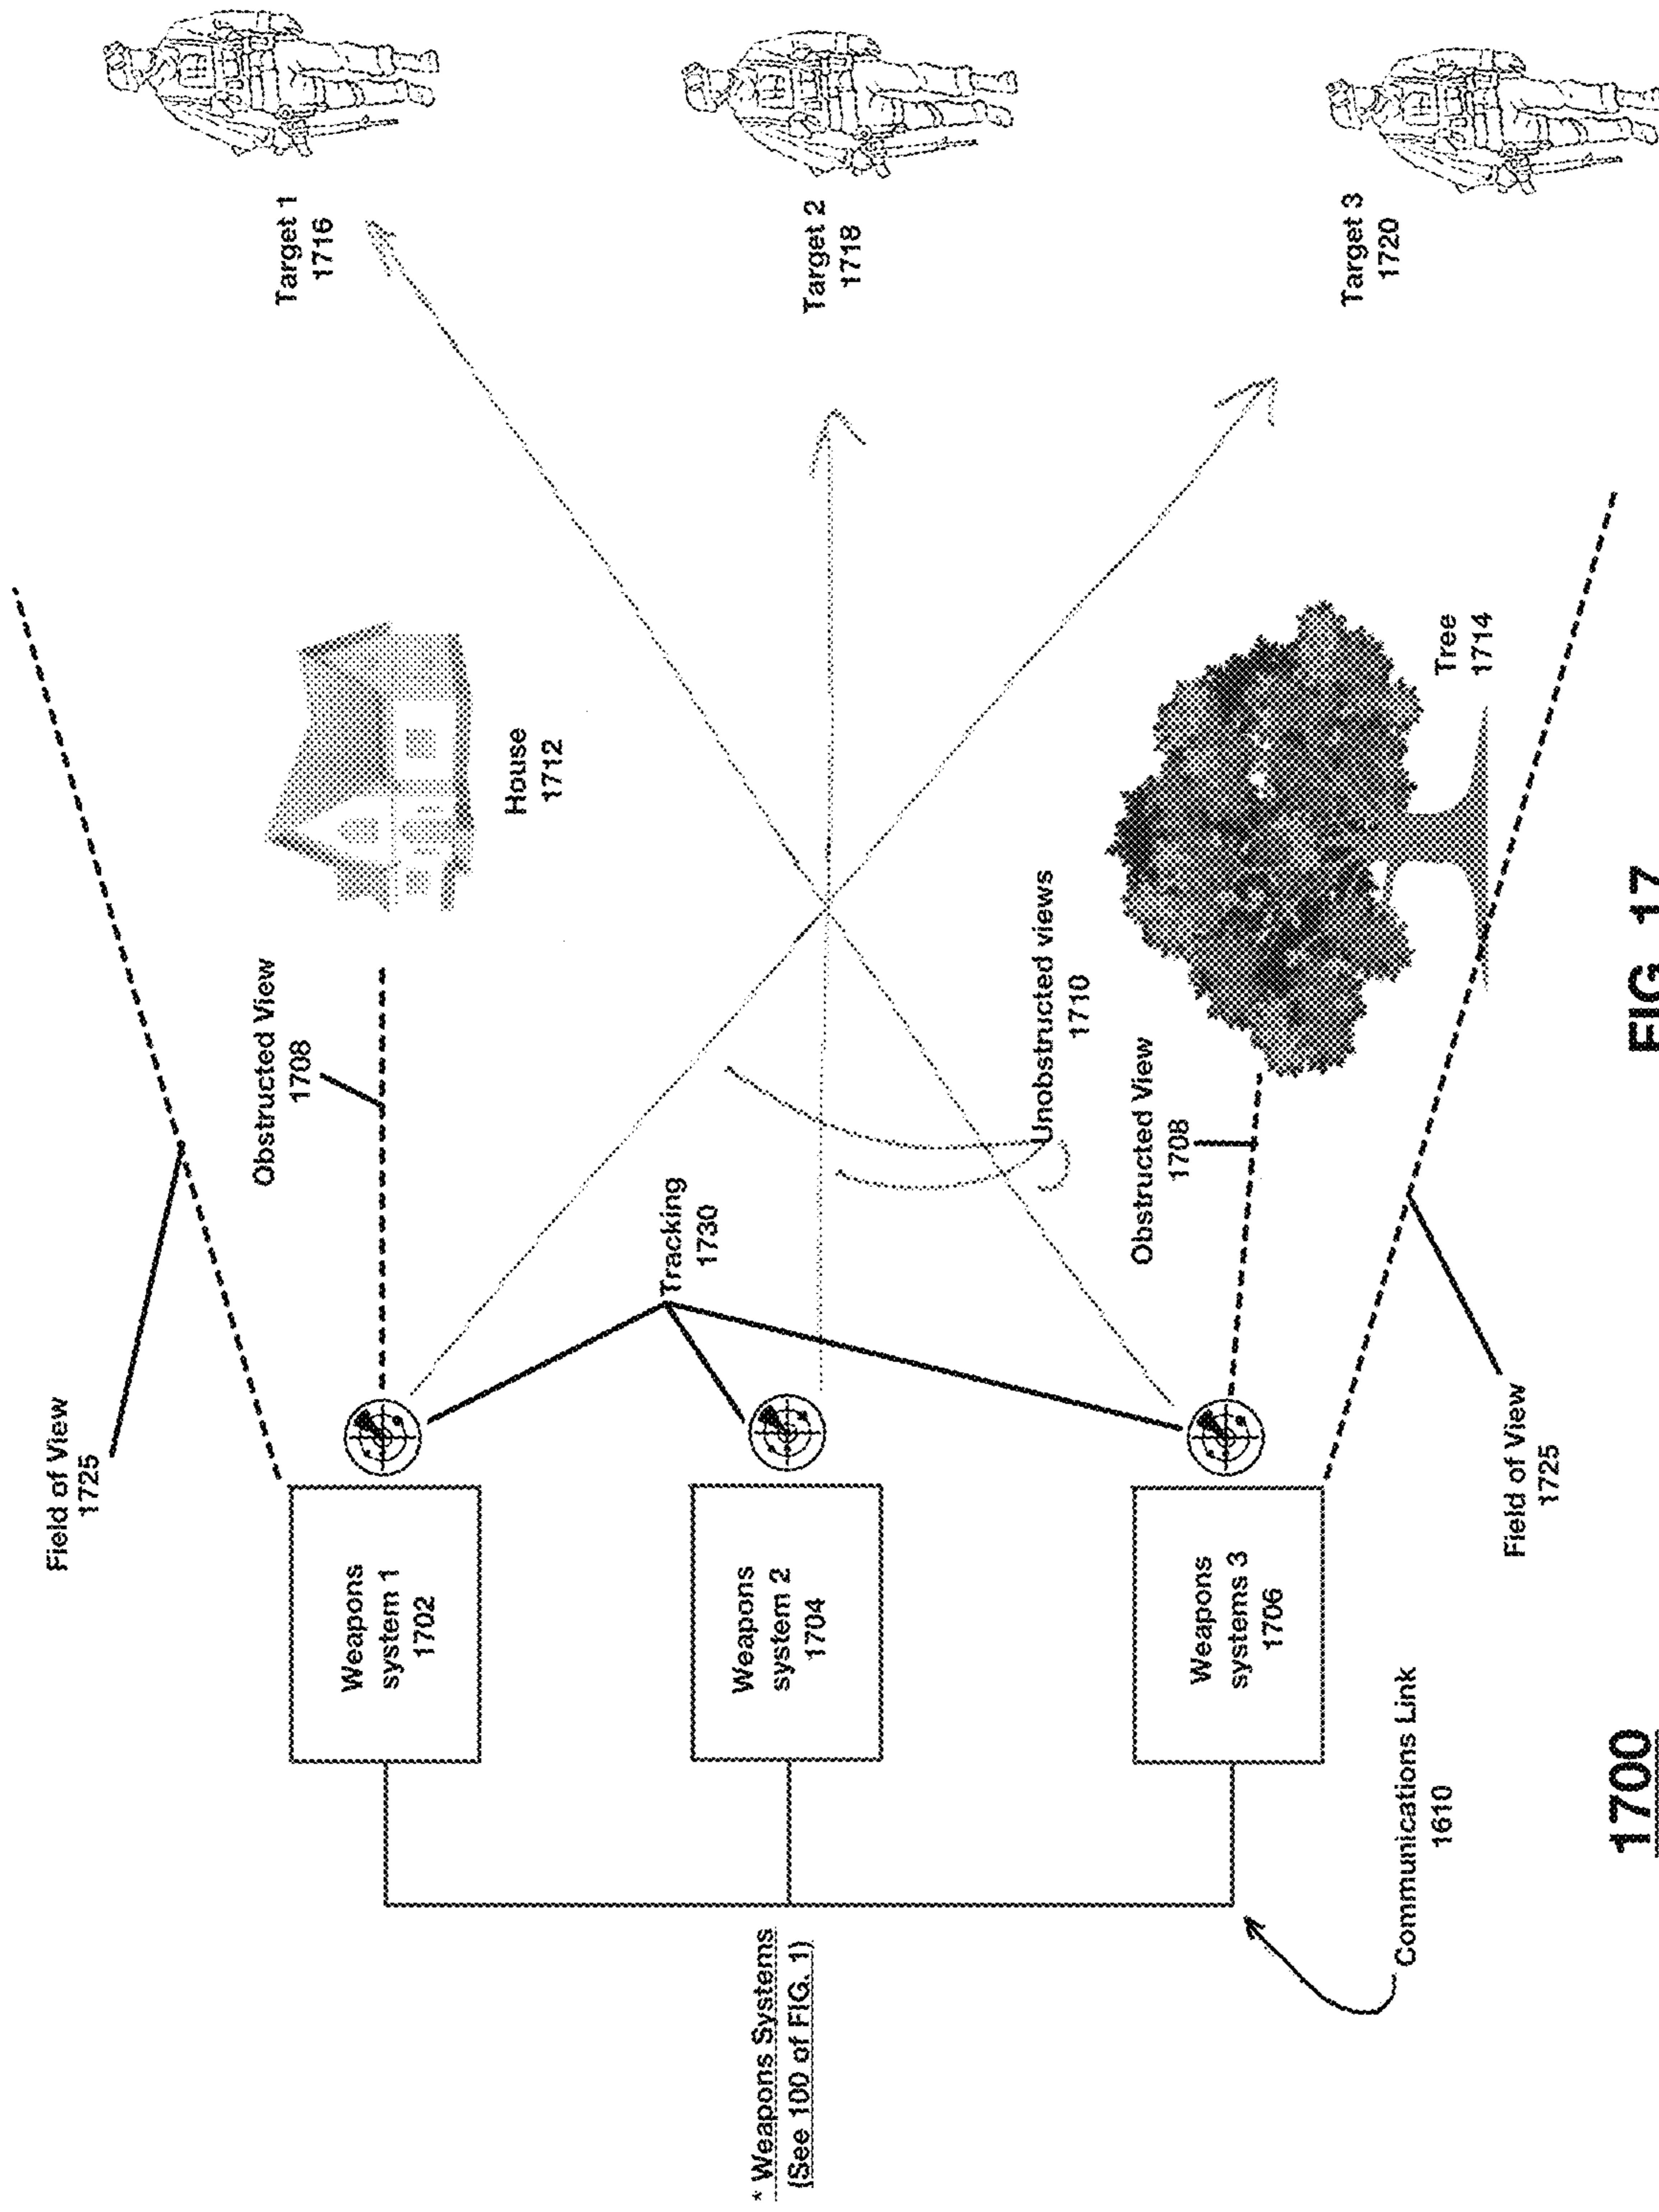 Field of View
1725
Obstructed View
1708
Target 1
1716
Weapons
system 1
1702
House
1712
Tracking
1730
* Weapons Systems
(See 100 of FIG. 1)
Weapons
system 2
1704
Target 2
1718
Unobstructed views
1710
Obstructed View
1708
Weapons
systems 3
1706
Target 3
1720
Communications Link
1610
Tree
1714
Field of View
1725
1700
FIG. 17